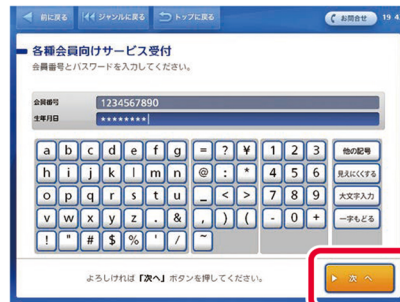 前に戻る ジャンルに戻る トップに戻る お問合せ 19 4
各種会員向けサービス受付
会員番号とパスワードを入力してください。
会員番号 1234567890
生年月日 ********
a b c d e f g = ? ¥ 1 2 3 他の記号
h i j k l m n @ : * 4 5 6 見えにくくする
o p q r s t u _ < > 7 8 9 大文字入力
v w x y z . & , ) ( - 0 + 一字もどる
! " # $ % ' / ~
よろしければ「次へ」ボタンを押してください。
次へ